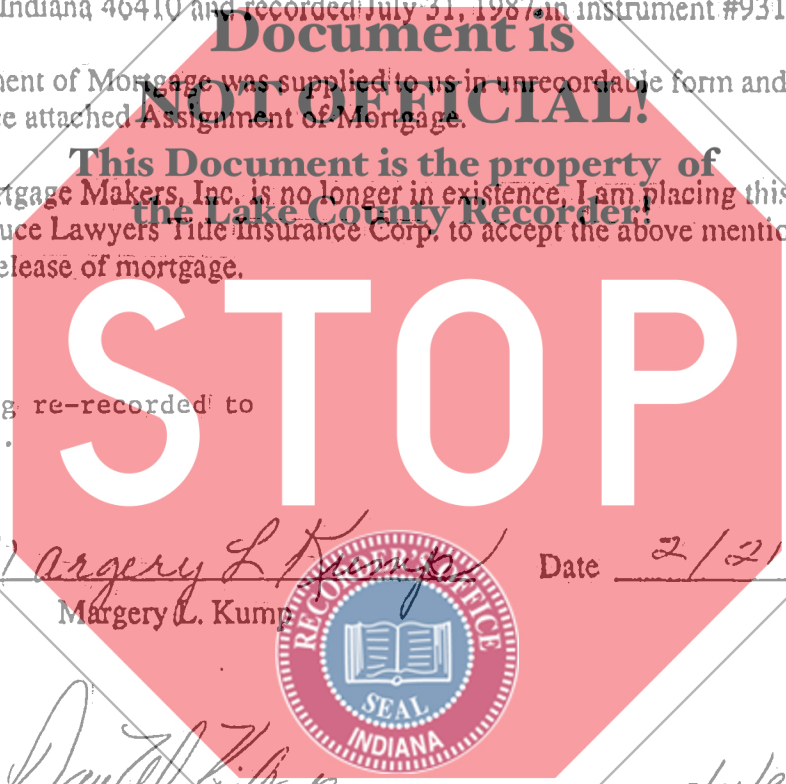 Indiana 46410 and recorded July 31, 1987 in instrument #931
Document is
ent of Mortgage was supplied to us in unrecordable form and
NOT OFFICIAL!
e attached Assignment of Mortgage.
This Document is the property of
rtgage Makers, Inc. is no longer in existence, I am placing this
the Lake County Recorder!
uce Lawyers Title Insurance Corp. to accept the above mentio
elease of mortgage.
STOP
g re-recorded to
.
Margery L Kump Date 2/21
Margery L. Kump
RECORDER'S OFFICE
SEAL
INDIANA